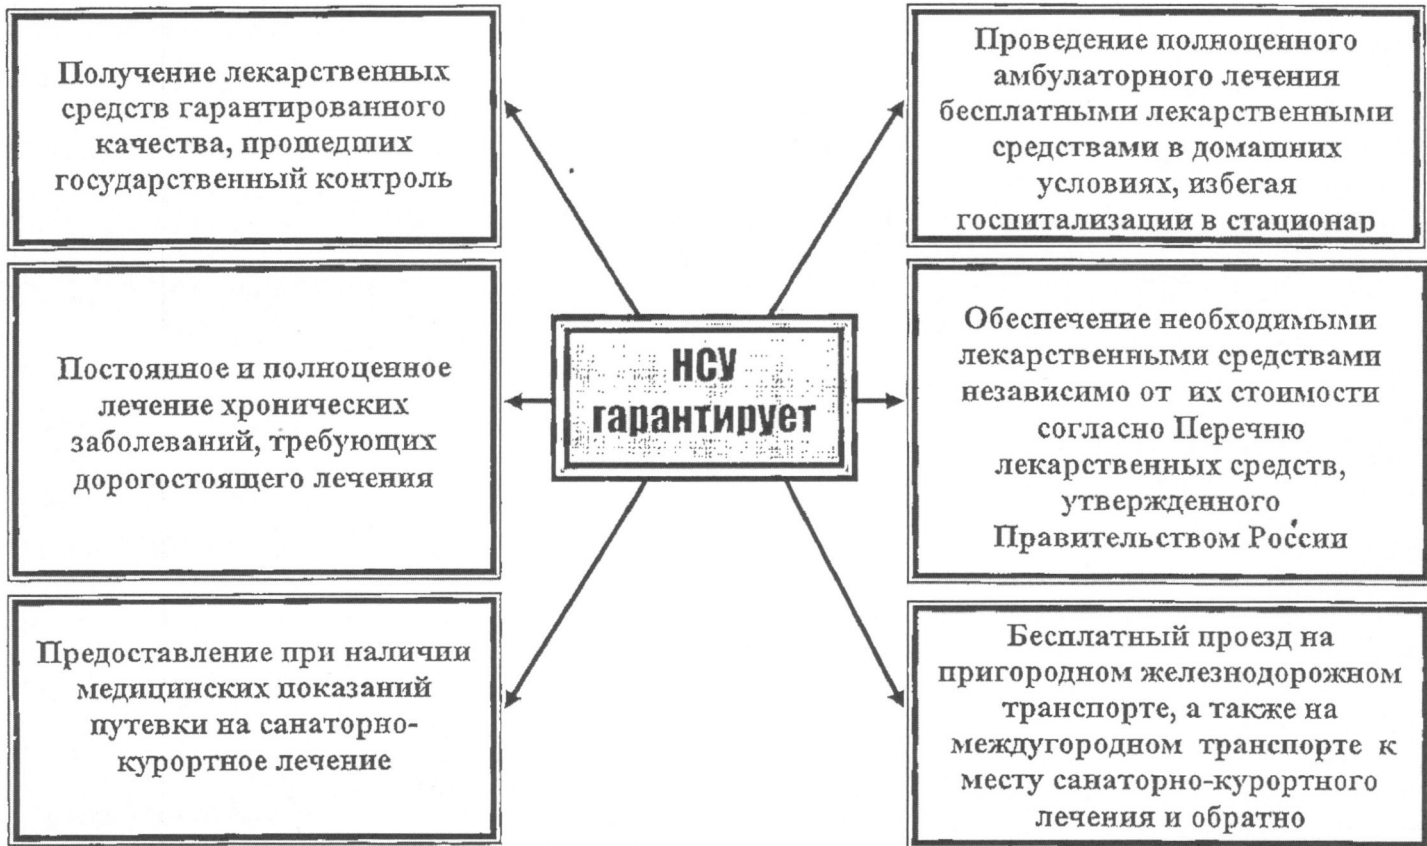 Получение лекарственных
средств гарантированного
качества, прошедших
государственный контроль
Постоянное и полноценное
лечение хронических
заболеваний, требующих
дорогостоящего лечения
Предоставление при наличии
медицинских показаний
путевки на санаторно-
курортное лечение
НСУ
гарантирует
Проведение полноценного
амбулаторного лечения
бесплатными лекарственными
средствами в домашних
условиях, избегая
госпитализации в стационар
Обеспечение необходимыми
лекарственными средствами
независимо от их стоимости
согласно Перечню
лекарственных средств,
утвержденного
Правительством России
Бесплатный проезд на
пригородном железнодорожном
транспорте, а также на
междугородном транспорте к
месту санаторно-курортного
лечения и обратно